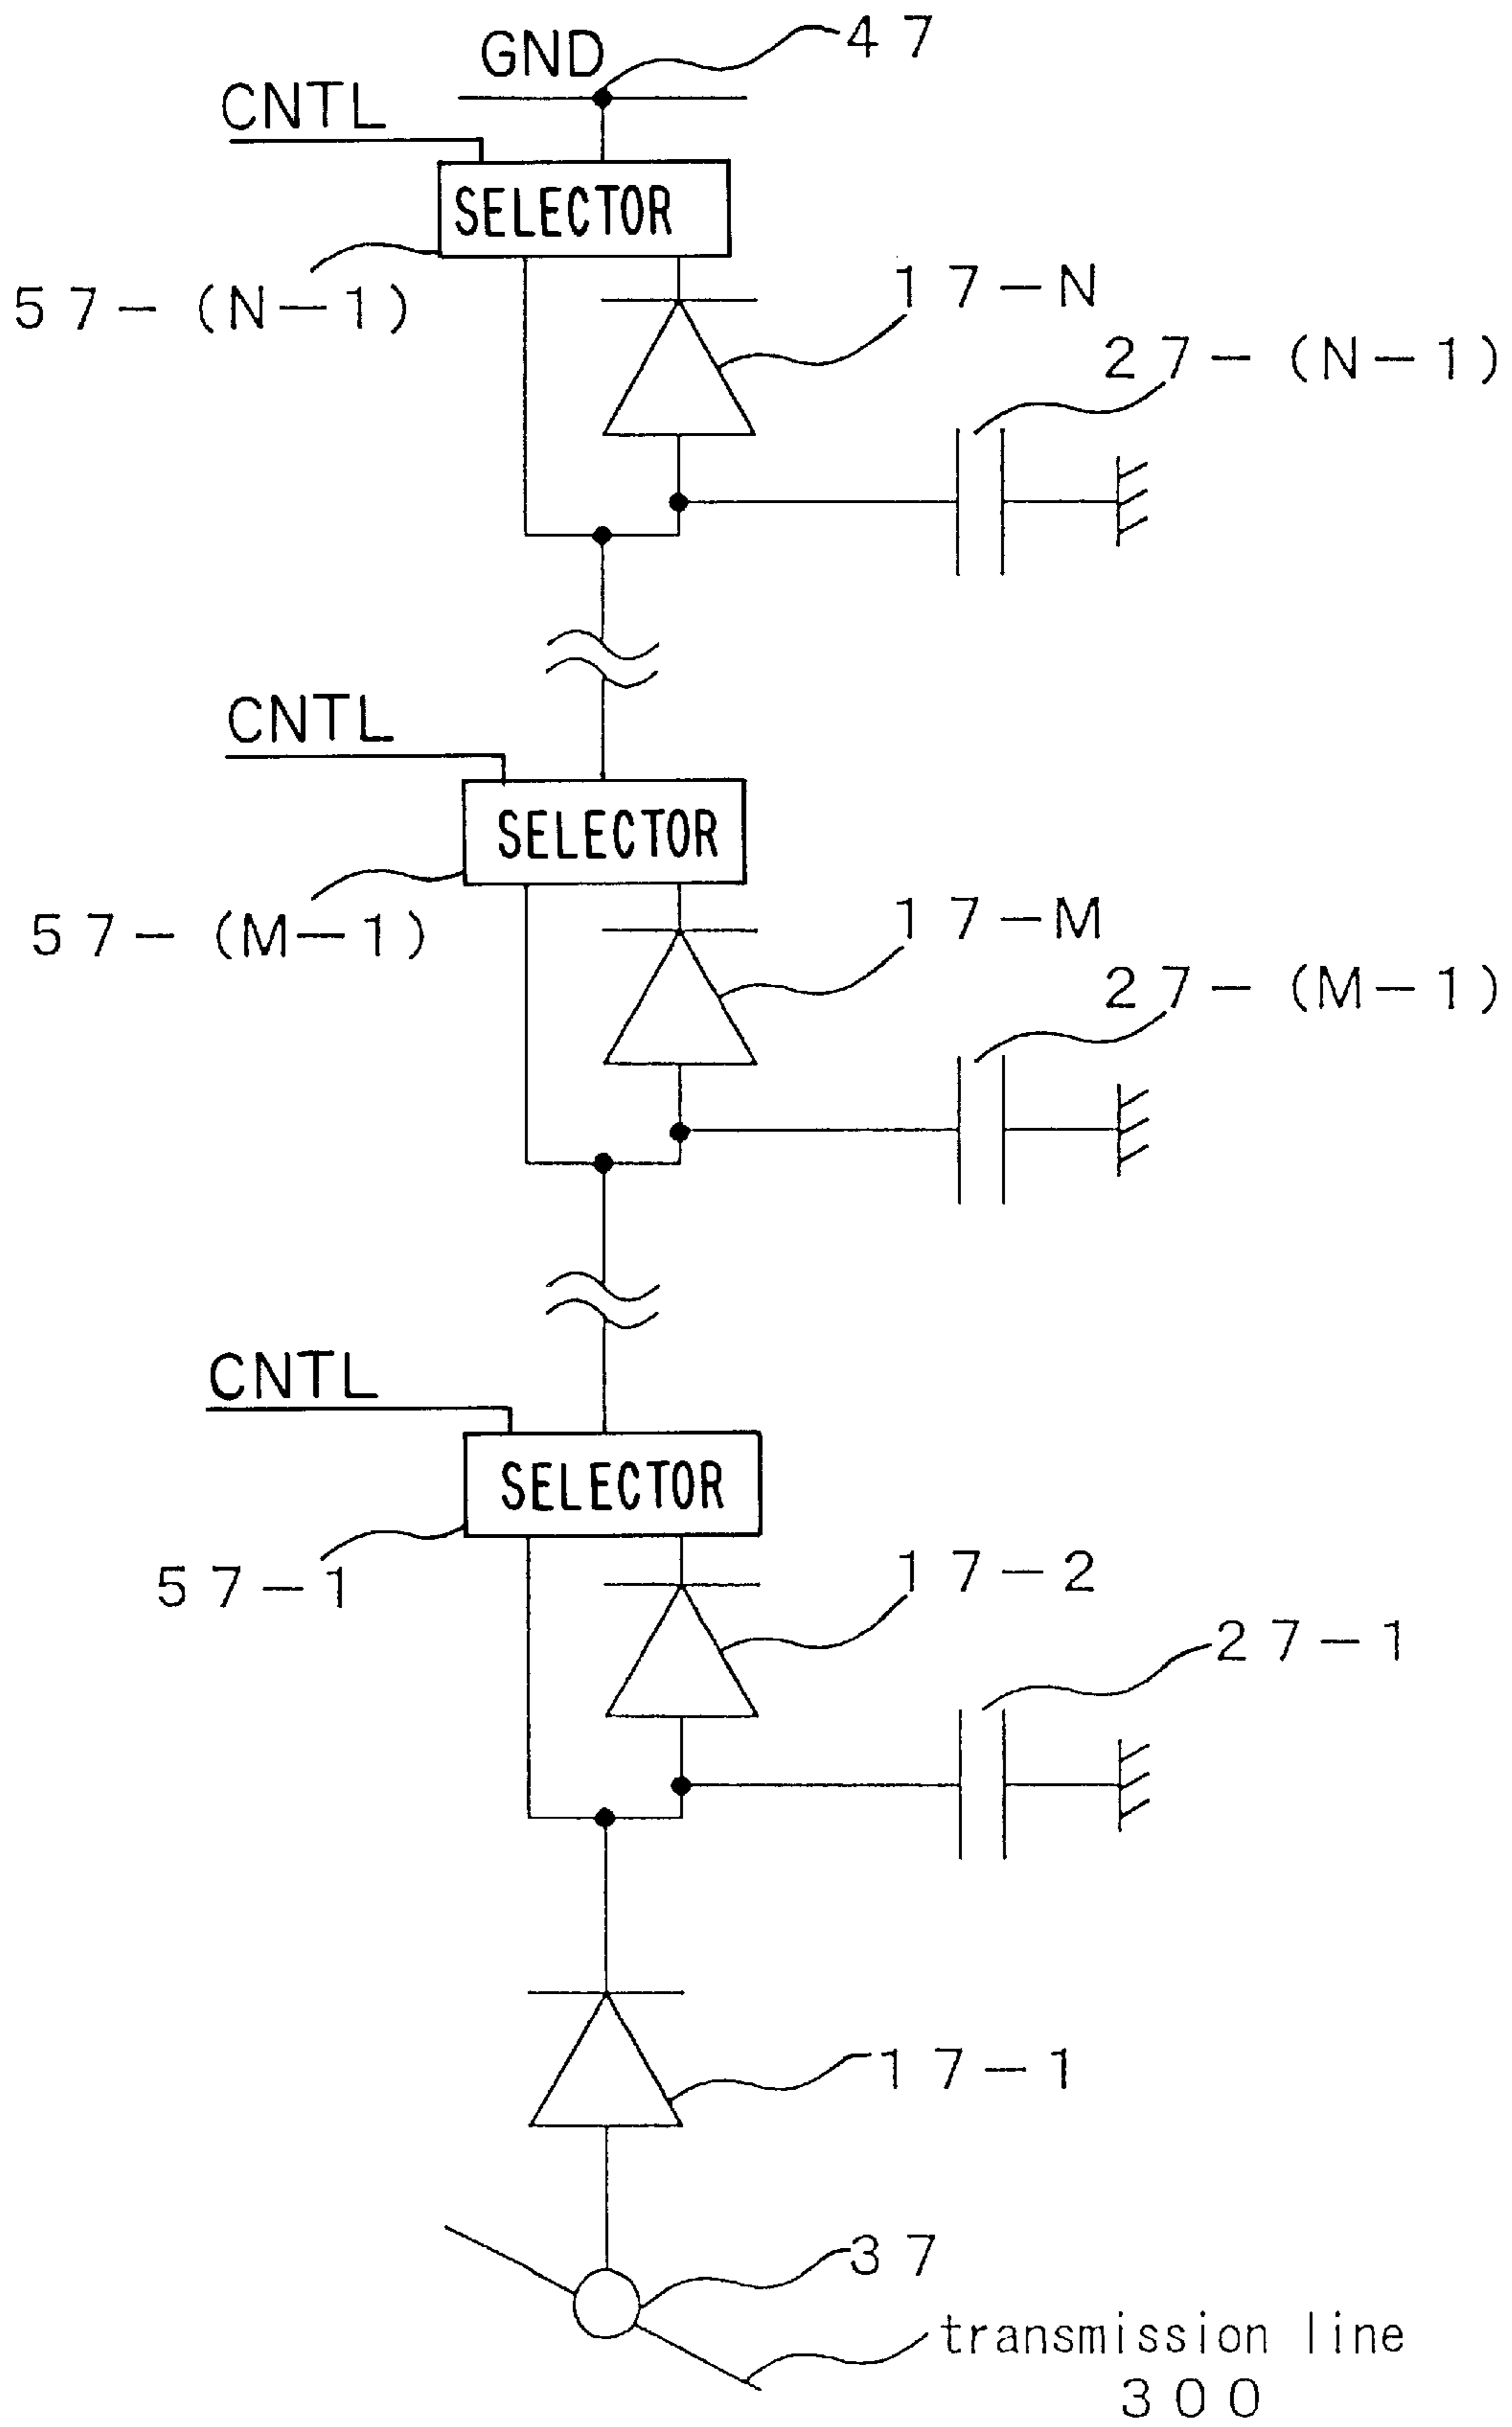 GND
47
CNTL
SELECTOR
57-(N-1)
17-N
27-(N-1)
CNTL
SELECTOR
57-(M-1)
17-M
27-(M-1)
CNTL
SELECTOR
57-1
17-2
27-1
17-1
37
transmission line
300